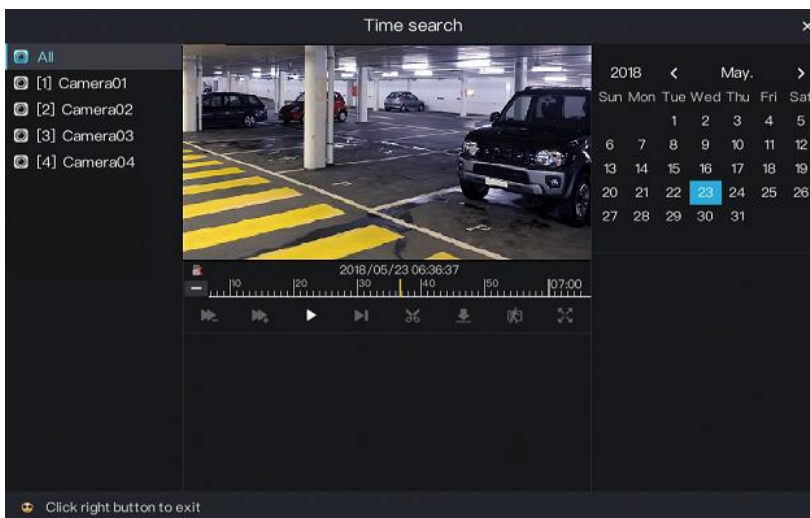 Time search
All
[1] Camera01
[2] Camera02
[3] Camera03
[4] Camera04
2018 < May. >
Sun Mon Tue Wed Thu Fri Sat
1 2 3 4 5
6 7 8 9 10 11 12
13 14 15 16 17 18 19
20 21 22 23 24 25 26
27 28 29 30 31
2018/05/23 06:36:37
10 20 30 40 50 07:00
Click right button to exit